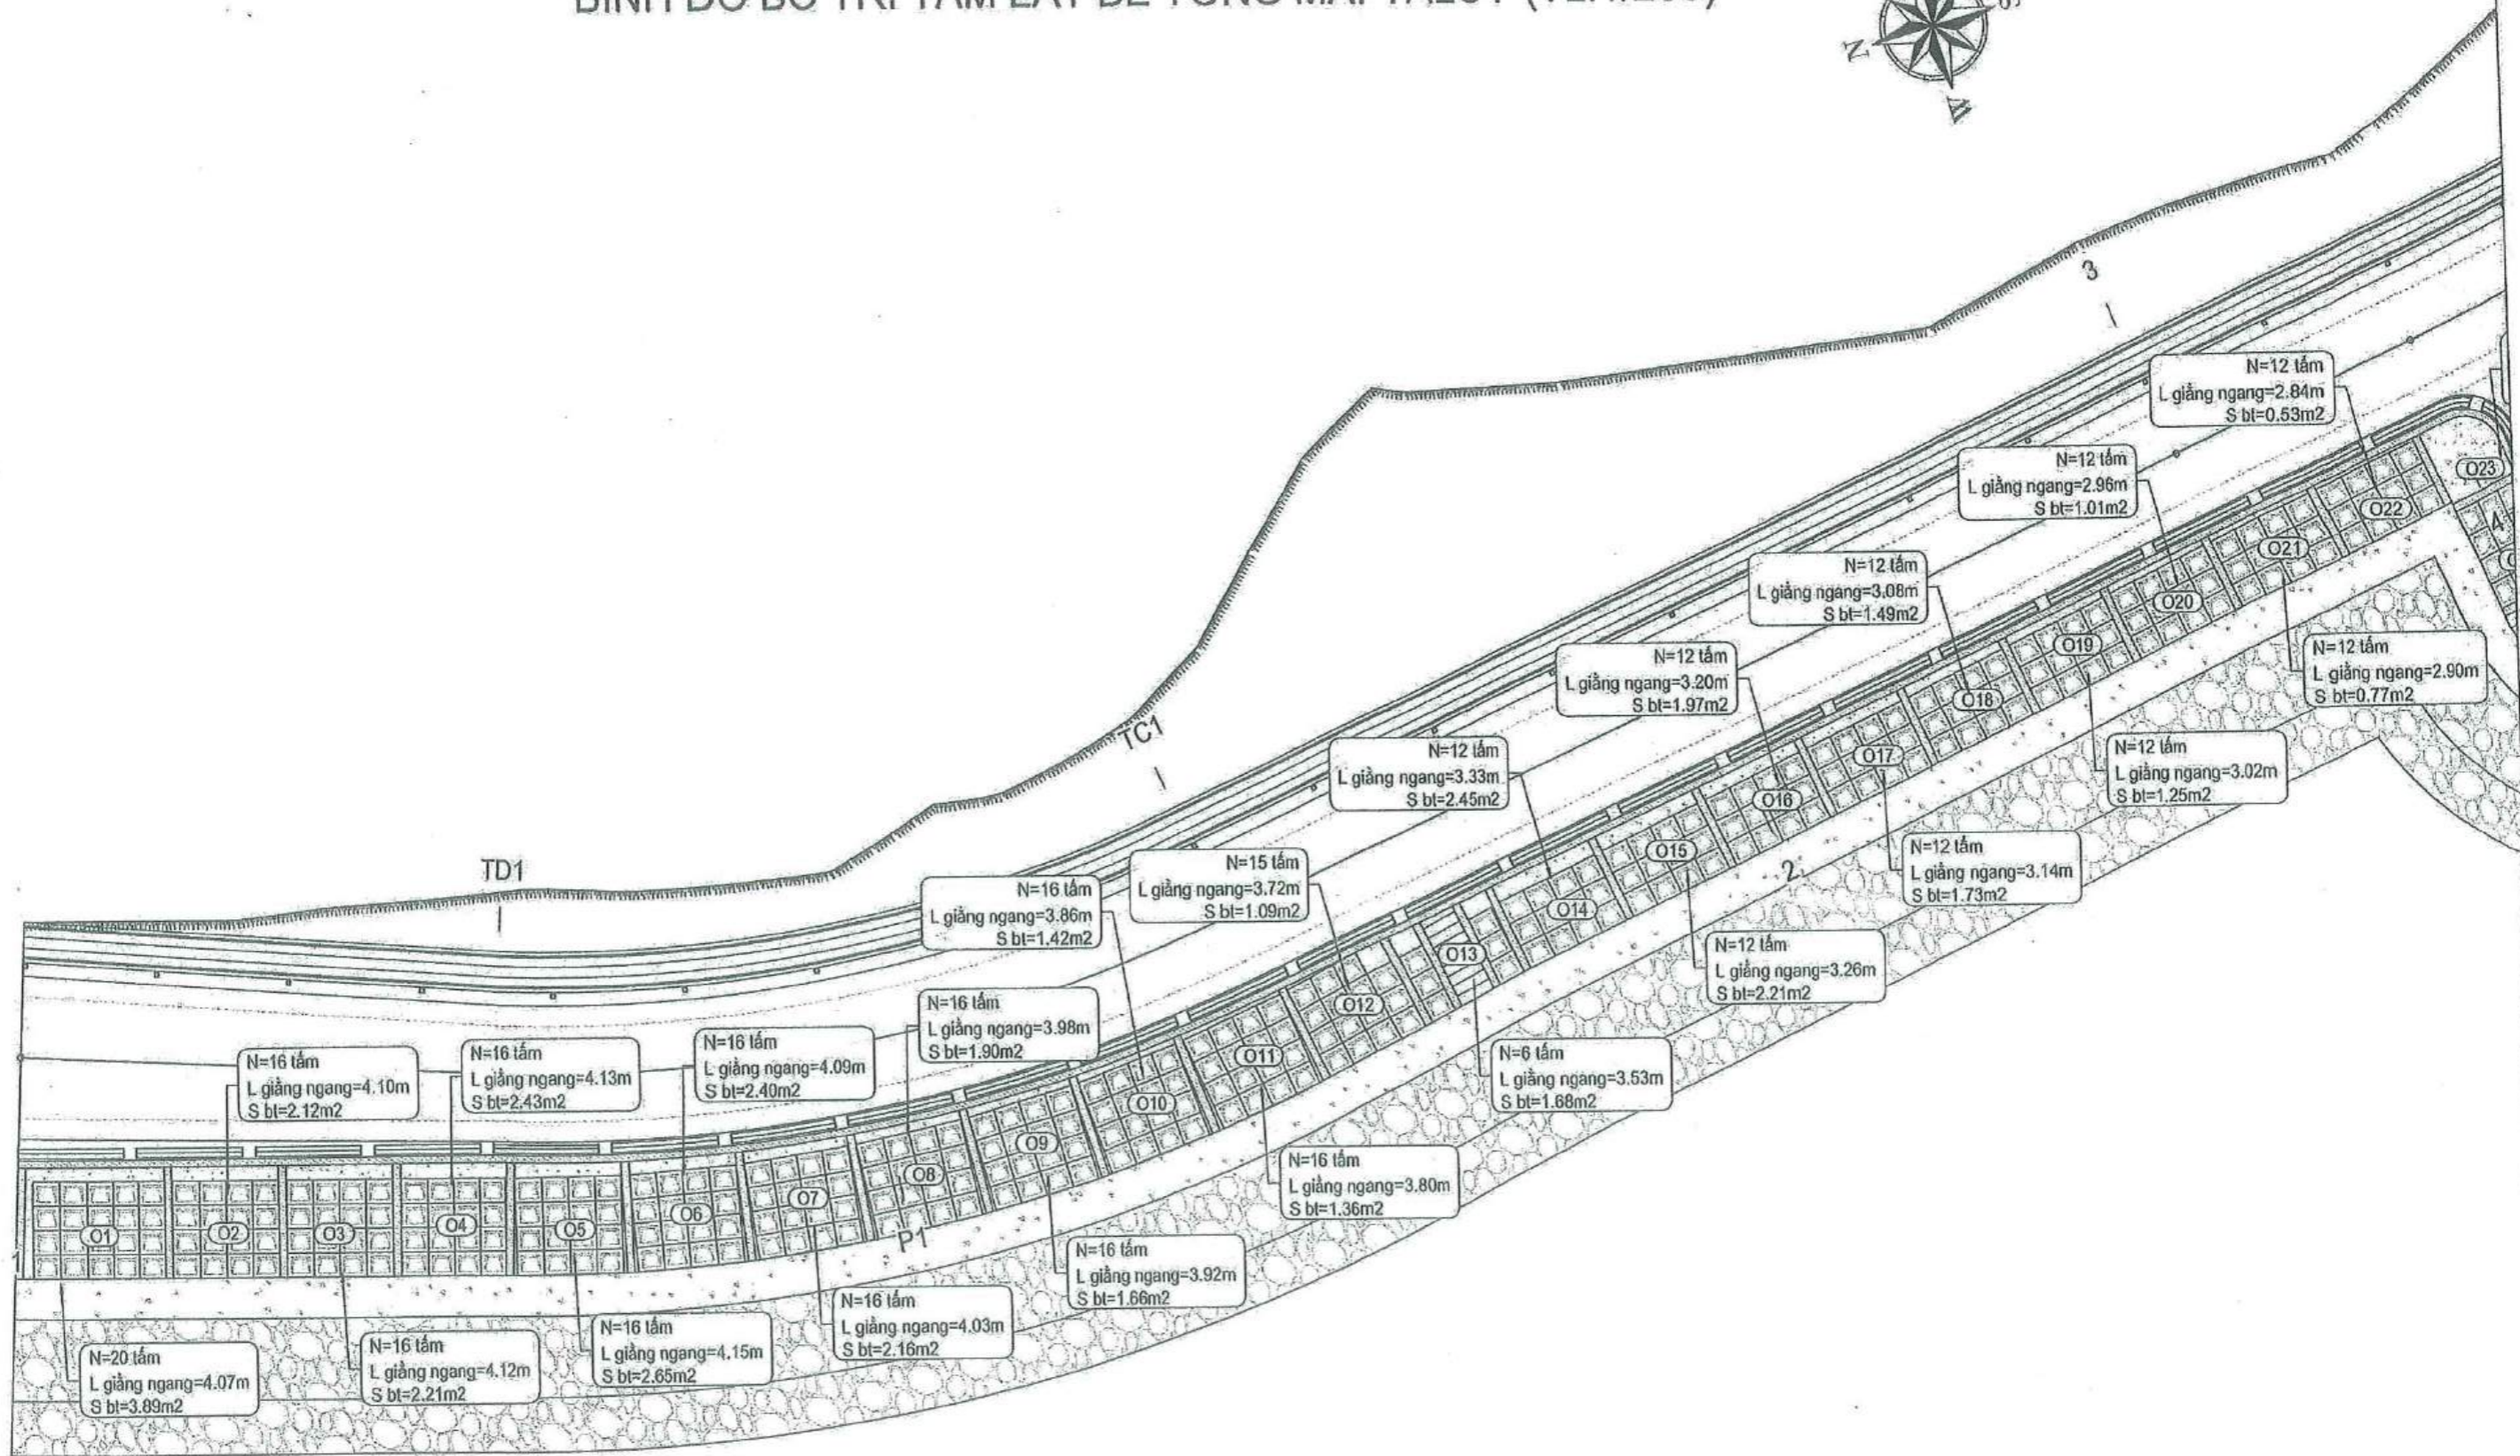 N
W
3
N=12 tấm
L giằng ngang=2.84m
S bt=0.53m2
N=12 tấm
L giằng ngang=2.96m
S bt=1.01m2
O23
O22
4
O21
N=12 tấm
L giằng ngang=3.08m
S bt=1.49m2
O20
N=12 tấm
L giằng ngang=2.90m
S bt=0.77m2
O19
N=12 tấm
L giằng ngang=3.20m
S bt=1.97m2
O18
TC1
N=12 tấm
L giằng ngang=3.33m
S bt=2.45m2
O17
N=12 tấm
L giằng ngang=3.02m
S bt=1.25m2
O16
TD1
N=15 tấm
L giằng ngang=3.72m
S bt=1.09m2
O15
2
N=12 tấm
L giằng ngang=3.14m
S bt=1.73m2
N=16 tấm
L giằng ngang=3.86m
S bt=1.42m2
O14
O13
N=12 tấm
L giằng ngang=3.26m
S bt=2.21m2
O12
N=16 tấm
L giằng ngang=3.98m
S bt=1.90m2
O11
N=6 tấm
L giằng ngang=3.53m
S bt=1.68m2
N=16 tấm
L giằng ngang=4.10m
S bt=2.12m2
N=16 tấm
L giằng ngang=4.13m
S bt=2.43m2
N=16 tấm
L giằng ngang=4.09m
S bt=2.40m2
O10
O9
O8
O7
O6
O5
O4
O3
O2
O1
1
P1
N=16 tấm
L giằng ngang=3.80m
S bt=1.36m2
N=16 tấm
L giằng ngang=3.92m
S bt=1.66m2
N=16 tấm
L giằng ngang=4.03m
S bt=2.16m2
N=16 tấm
L giằng ngang=4.15m
S bt=2.65m2
N=16 tấm
L giằng ngang=4.12m
S bt=2.21m2
N=20 tấm
L giằng ngang=4.07m
S bt=3.89m2